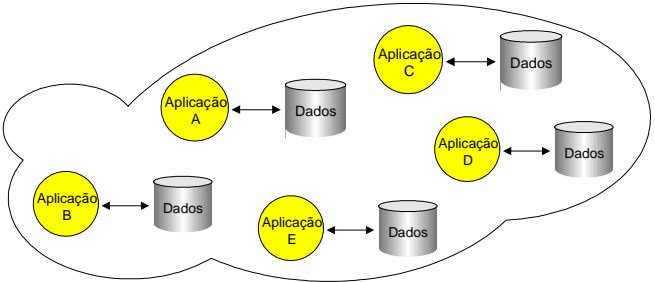 Aplicação
C
Dados
Aplicação
A
Dados
Aplicação
D
Dados
Aplicação
B
Dados
Aplicação
E
Dados